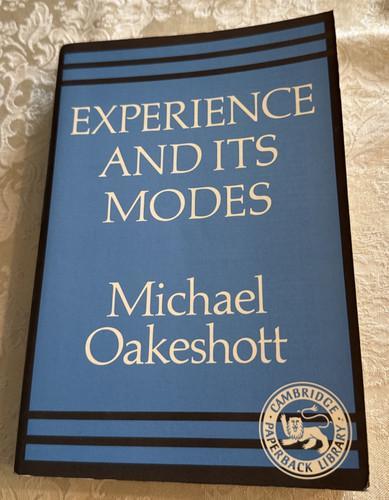 EXPERIENCE
AND ITS
MODES
Michael
Oakeshott
· CAMBRIDGE ·
PAPERBACK LIBRARY